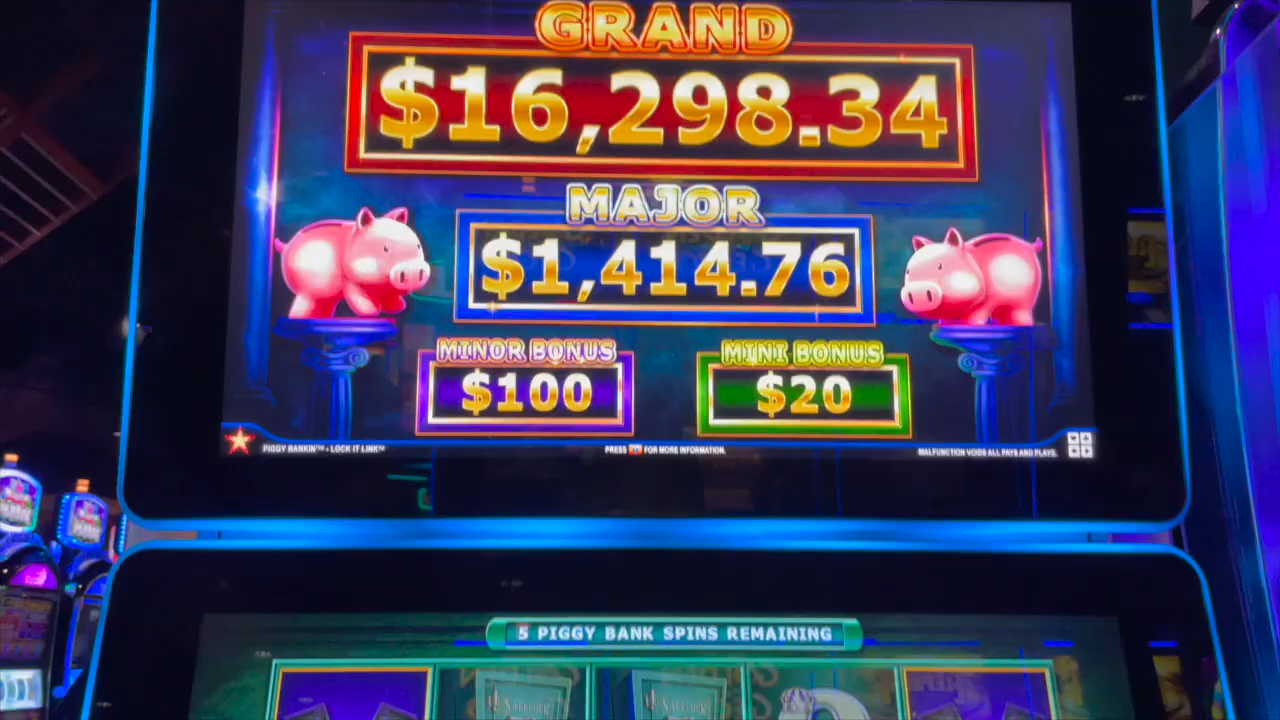 GRAND
$16,298.34
MAJOR
$1,414.76
MINOR BONUS
$100
MINI BONUS
$20
PIGGY BANKIN™ - LOCK IT LINK™
PRESS
FOR MORE INFORMATION.
MALFUNCTION VOIDS ALL PAYS AND PLAYS.
5 PIGGY BANK SPINS REMAINING